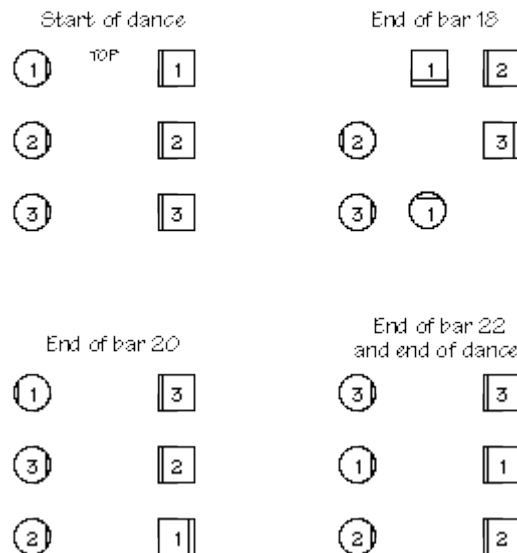 Start of dance
TOP
1 1
2 2
3 3
End of bar 18
1 2
2 3
3 1
End of bar 20
1 3
3 2
2 1
End of bar 22
and end of dance
3 3
1 1
2 2